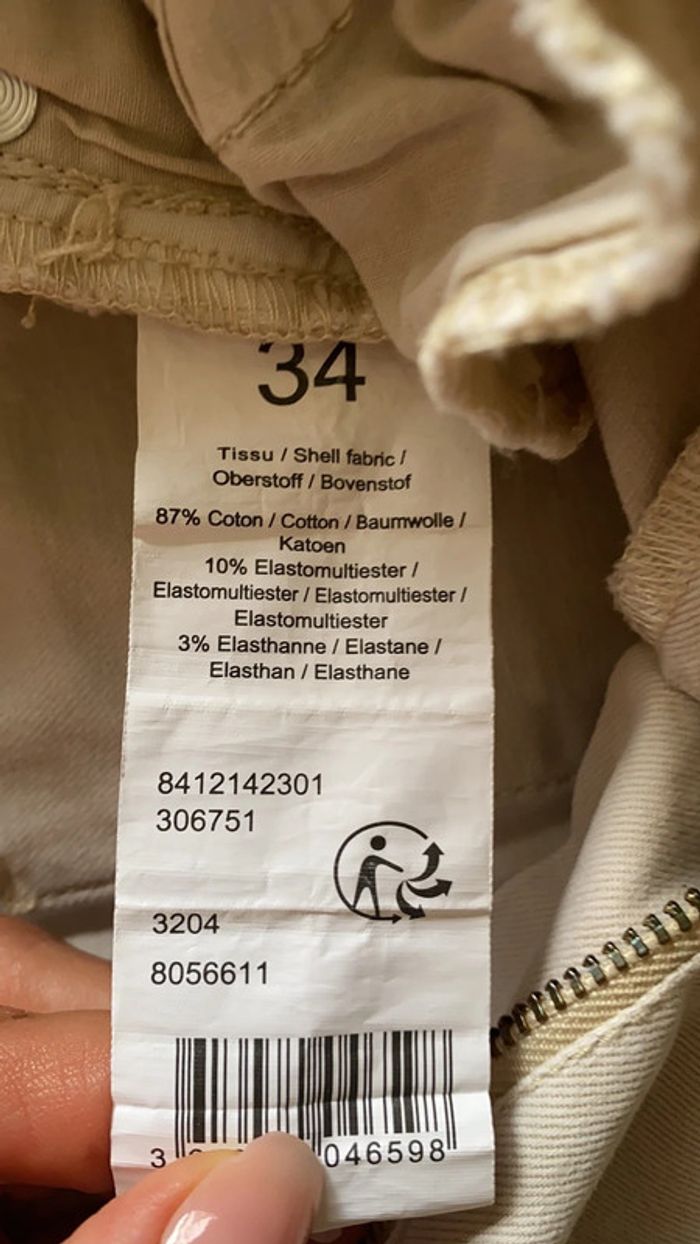 34
Tissu / Shell fabric /
Oberstoff / Bovenstof
87% Coton / Cotton / Baumwolle /
Katoen
10% Elastomultiester /
Elastomultiester / Elastomultiester /
Elastomultiester
3% Elasthanne / Elastane /
Elasthan / Elasthane
8412142301
306751
3204
8056611
3 046598